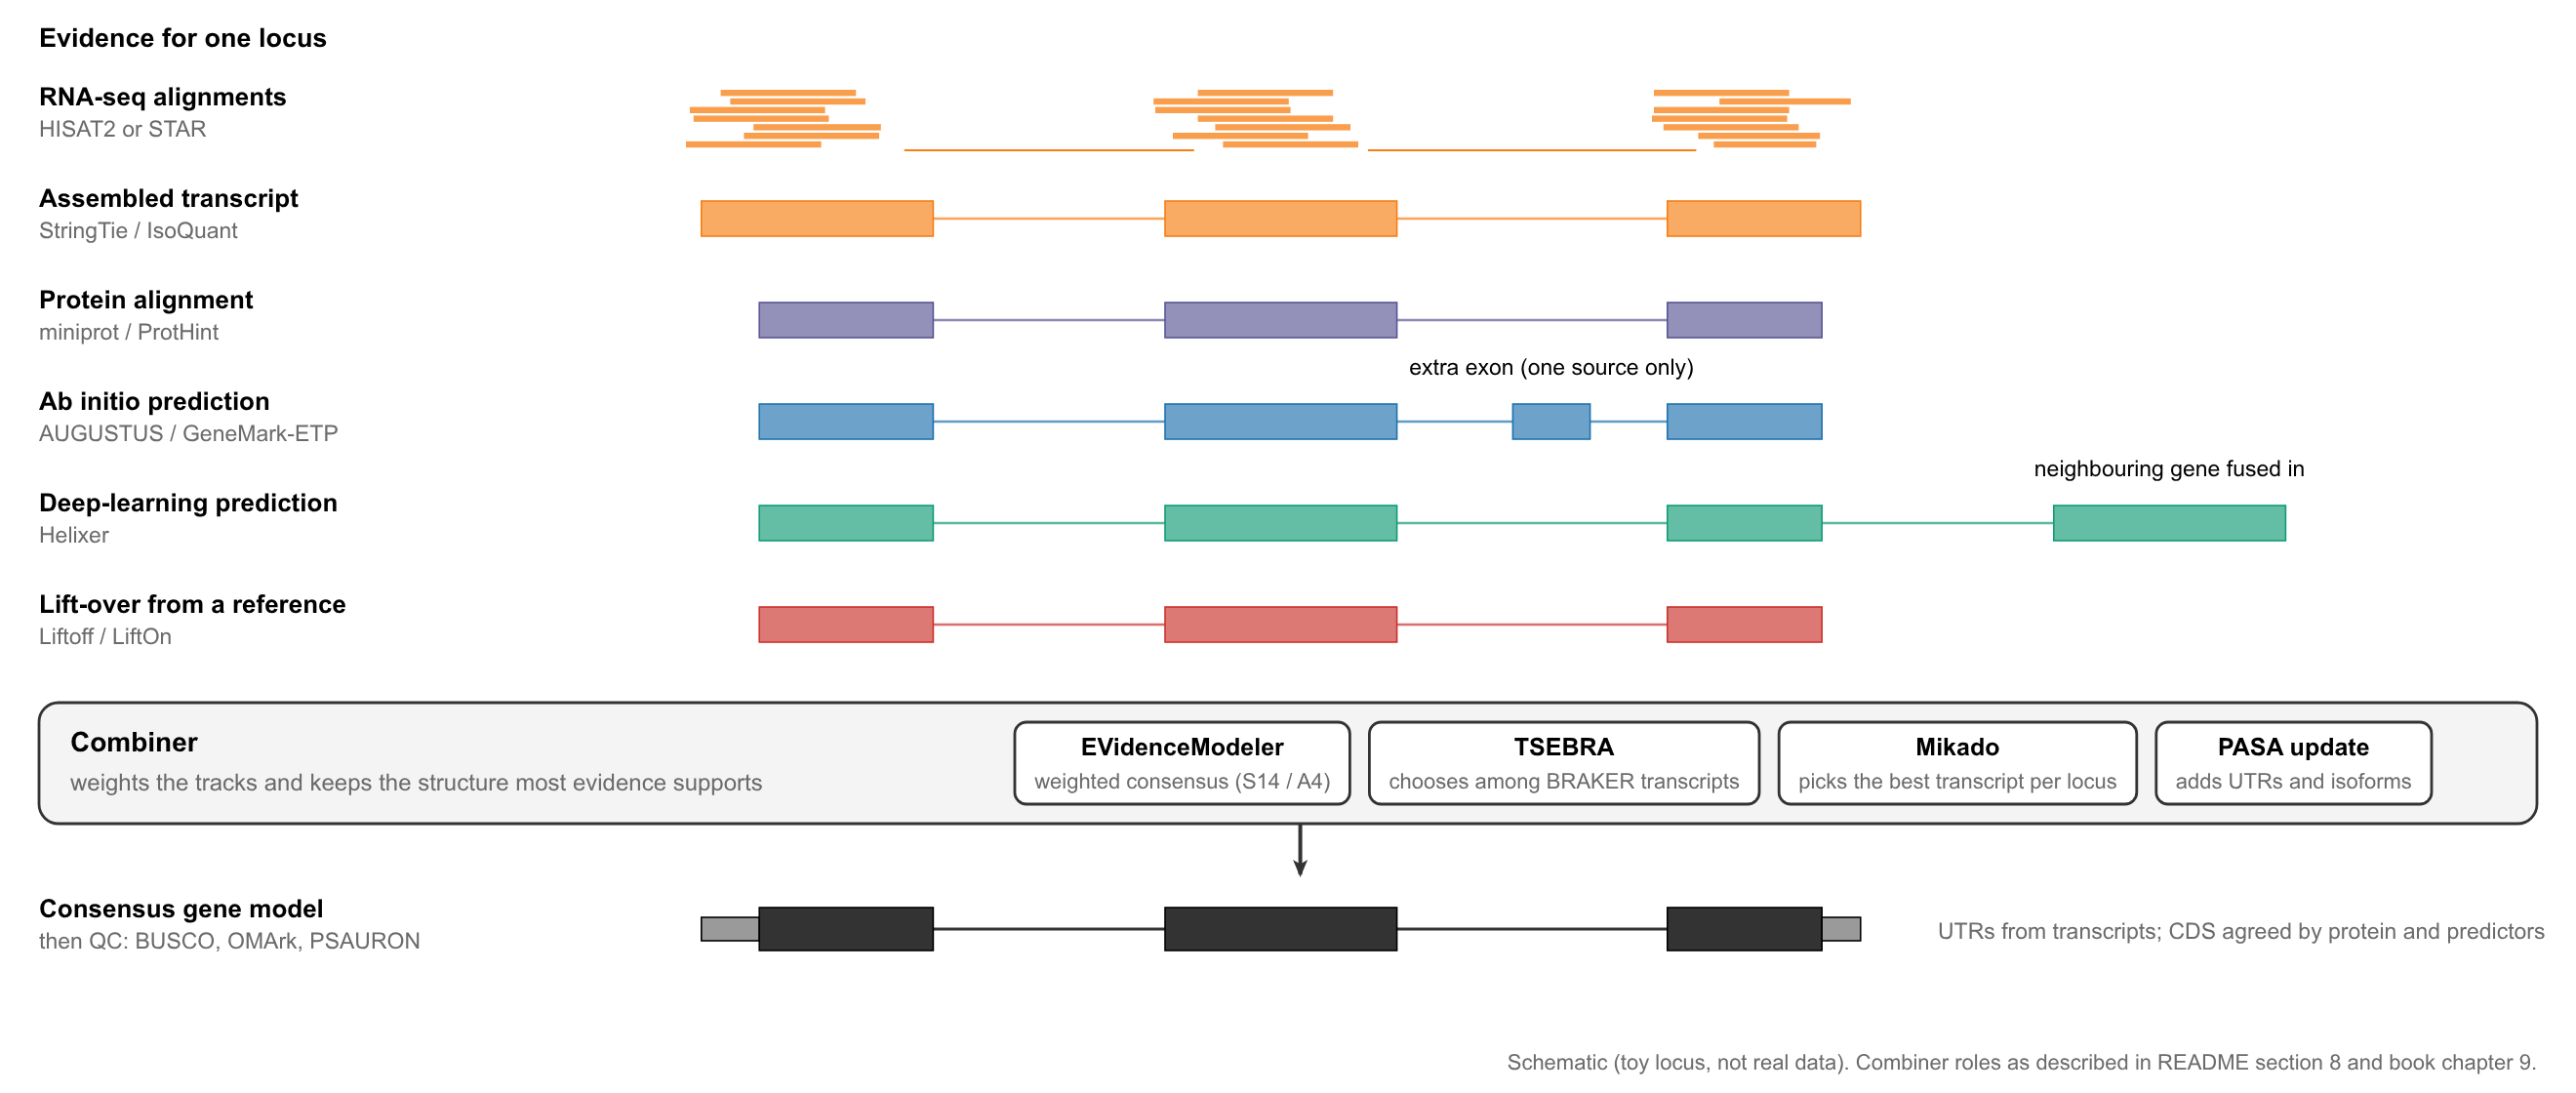 Evidence for one locus
RNA-seq alignments
HISAT2 or STAR
Assembled transcript
StringTie / IsoQuant
Protein alignment
miniprot / ProtHint
extra exon (one source only)
Ab initio prediction
AUGUSTUS / GeneMark-ETP
neighbouring gene fused in
Deep-learning prediction
Helixer
Lift-over from a reference
Liftoff / LiftOn
Combiner
weights the tracks and keeps the structure most evidence supports
EVidenceModeler
weighted consensus (S14 / A4)
TSEBRA
chooses among BRAKER transcripts
Mikado
picks the best transcript per locus
PASA update
adds UTRs and isoforms
Consensus gene model
then QC: BUSCO, OMArk, PSAURON
UTRs from transcripts; CDS agreed by protein and predictors
Schematic (toy locus, not real data). Combiner roles as described in README section 8 and book chapter 9.